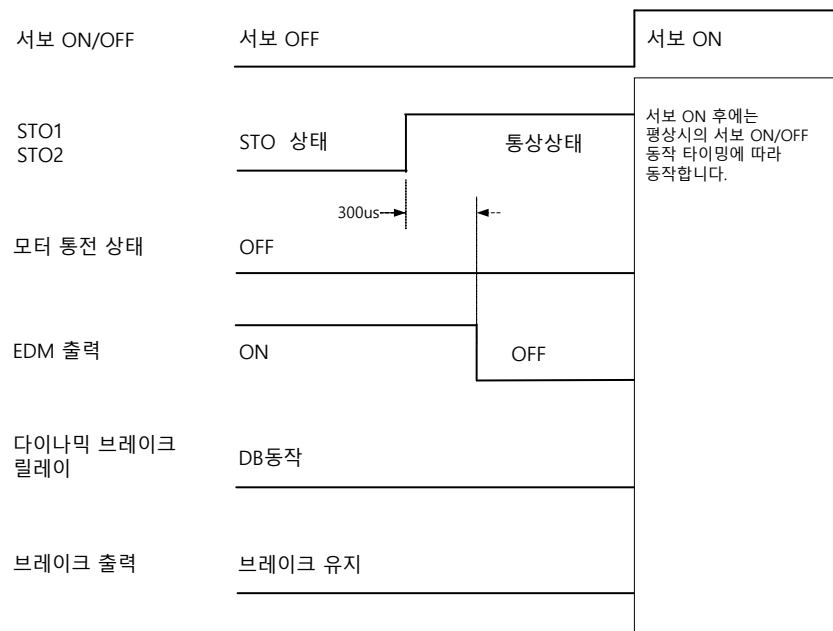 서보 ON/OFF
서보 OFF
서보 ON
STO1
STO2
STO 상태
통상상태
서보 ON 후에는
평상시의 서보 ON/OFF
동작 타이밍에 따라
동작합니다.
300us
모터 통전 상태
OFF
EDM 출력
ON
OFF
다이나믹 브레이크
릴레이
DB동작
브레이크 출력
브레이크 유지